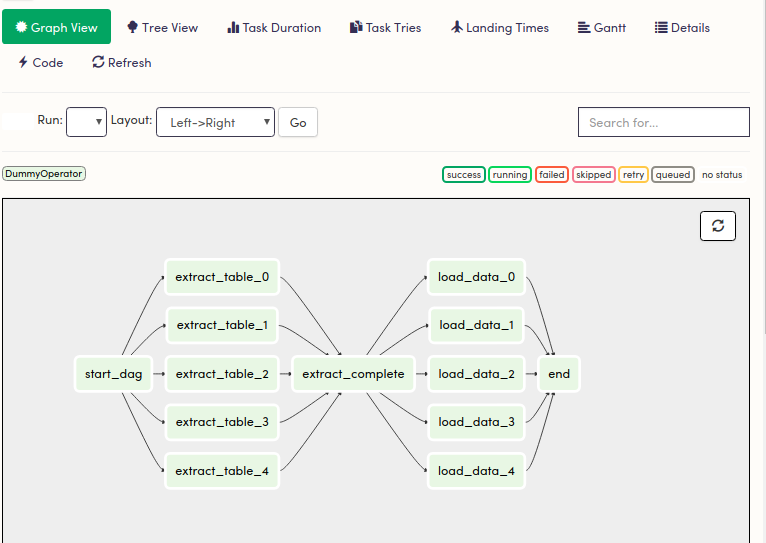 Graph View Tree View Task Duration Task Tries Landing Times Gantt Details
Code Refresh
Run: Layout: Left->Right Go Search for...
DummyOperator success running failed skipped retry queued no status
extract_table_0 load_data_0
extract_table_1 load_data_1
start_dag extract_table_2 extract_complete load_data_2 end
extract_table_3 load_data_3
extract_table_4 load_data_4